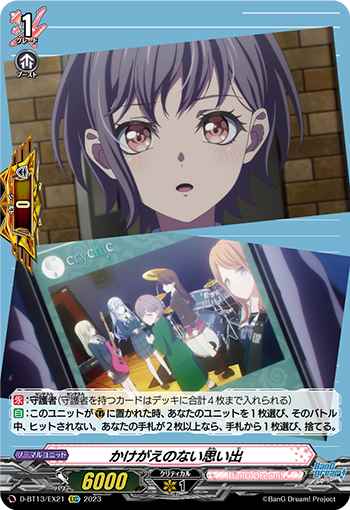 1
グレード
ブースト
0
CRYCHIC
永:守護者(守護者を持つカードはデッキに合計4枚まで入れられる)
自:このユニットがGに置かれた時、あなたのユニットを1枚選び、そのバトル
中、ヒットされない。あなたの手札が2枚以上なら、手札から1枚選び、捨てる。
ノーマルユニット
かけがえのない思い出
BanG Dream!
パワー
6000
クリティカル
1
D-BT13/EX21
EX
2023
©BanG Dream! Project